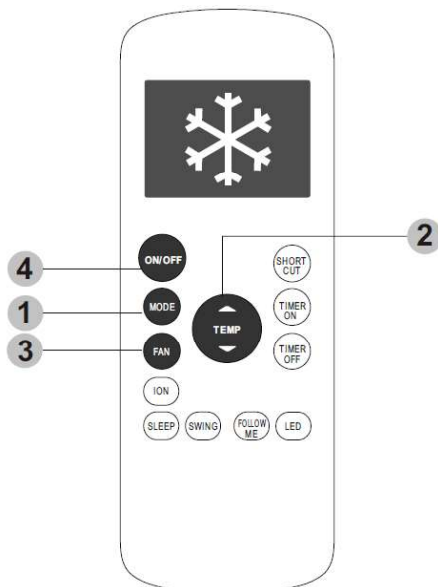 2
4
ON/OFF
SHORT
CUT
1
MODE
TEMP
TIMER
ON
3
FAN
TIMER
OFF
ION
SLEEP
SWING
FOLLOW
ME
LED